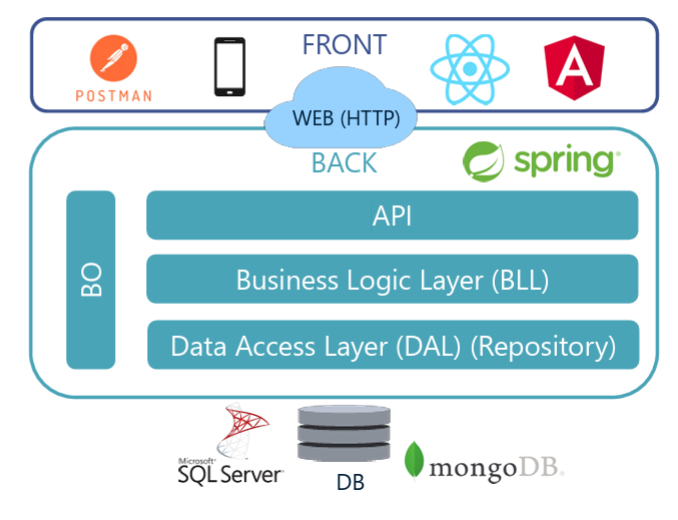 FRONT
POSTMAN
WEB (HTTP)
BACK
spring
API
BO
Business Logic Layer (BLL)
Data Access Layer (DAL) (Repository)
Microsoft®
SQL Server®
DB
mongoDB®